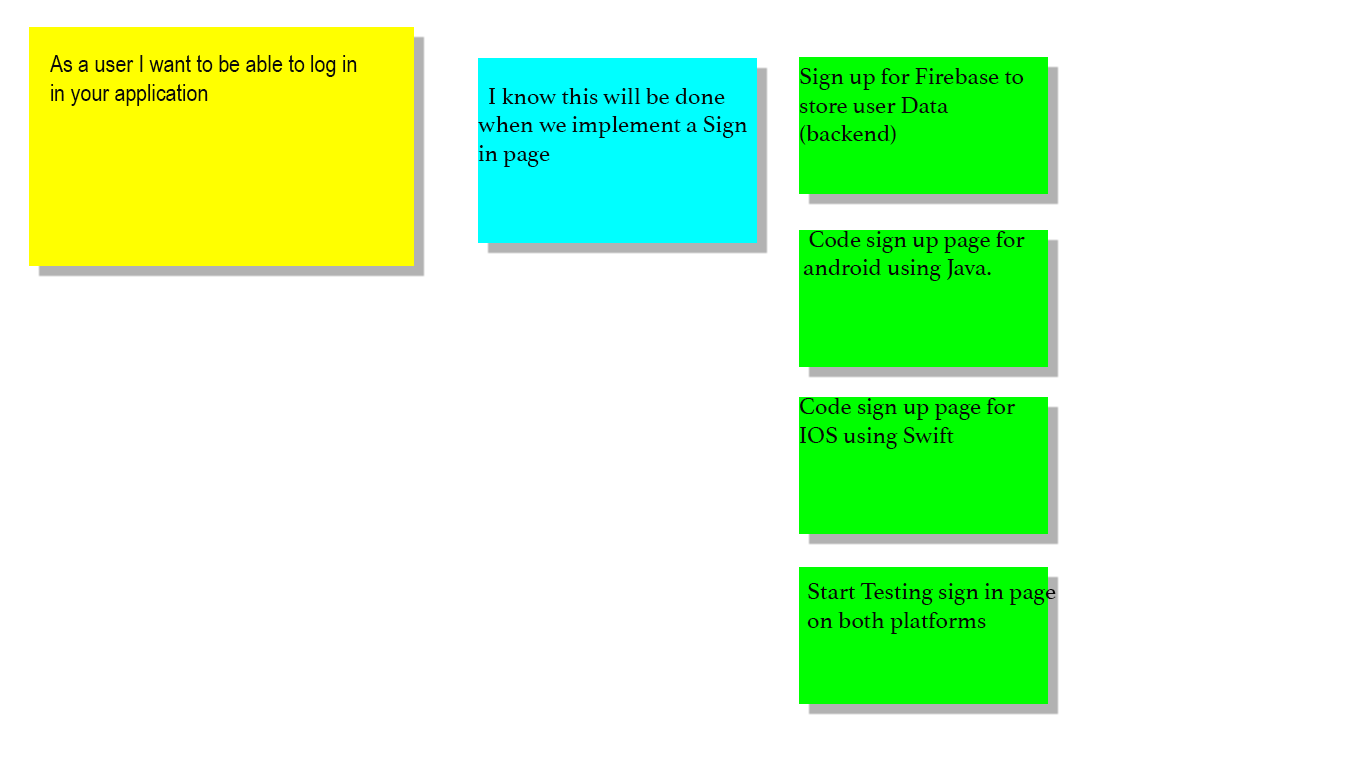 As a user I want to be able to log in
in your application
I know this will be done
when we implement a Sign
in page
Sign up for Firebase to
store user Data
(backend)
Code sign up page for
android using Java.
Code sign up page for
IOS using Swift
Start Testing sign in page
on both platforms